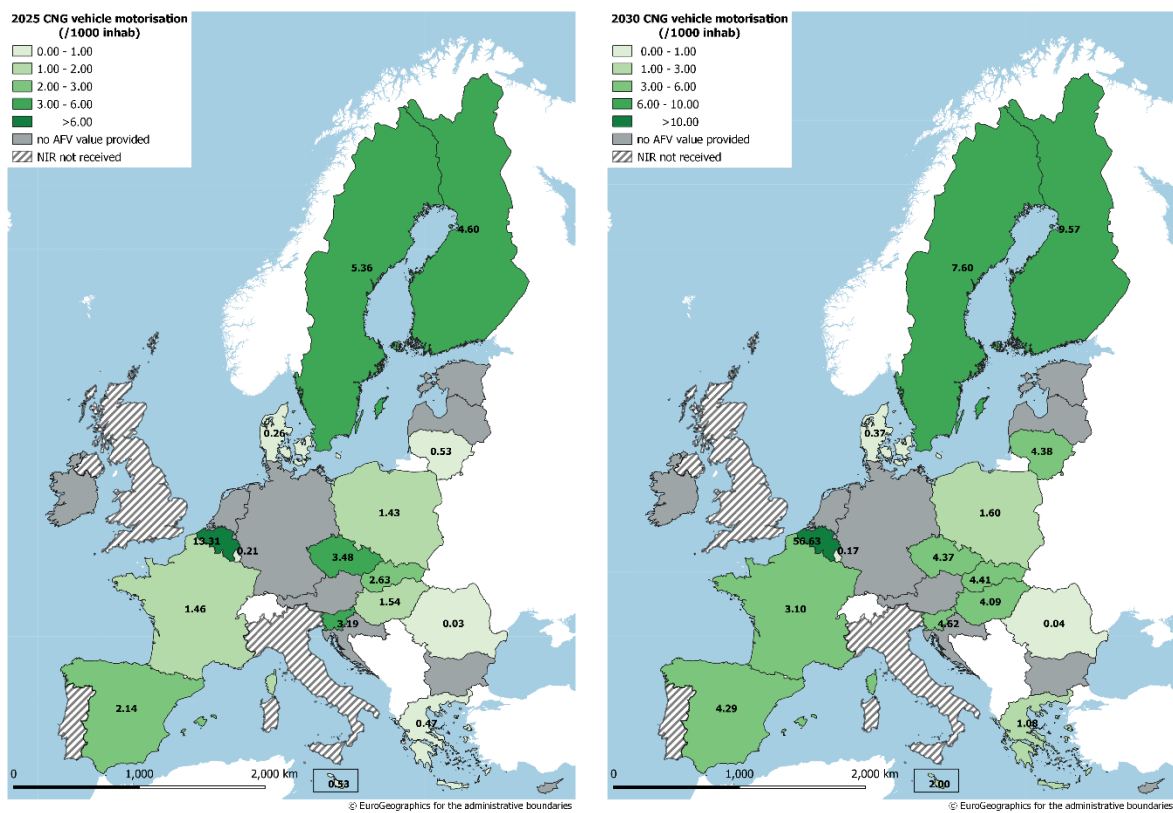 2025 CNG vehicle motorisation
(/1000 inhab)
0.00 - 1.00
1.00 - 2.00
2.00 - 3.00
3.00 - 6.00
>6.00
no AFV value provided
NIR not received
4.60
5.36
0.26
0.53
1.43
13.31
0.21
3.48
2.63
1.46
1.54
3.19
0.03
2.14
0.47
0.53
0
1,000
2,000 km
© EuroGeographics for the administrative boundaries
2030 CNG vehicle motorisation
(/1000 inhab)
0.00 - 1.00
1.00 - 3.00
3.00 - 6.00
6.00 - 10.00
>10.00
no AFV value provided
NIR not received
9.57
7.60
0.37
4.38
1.60
56.63
0.17
4.37
4.41
3.10
4.09
4.62
0.04
4.29
1.08
2.00
0
1,000
2,000 km
© EuroGeographics for the administrative boundaries